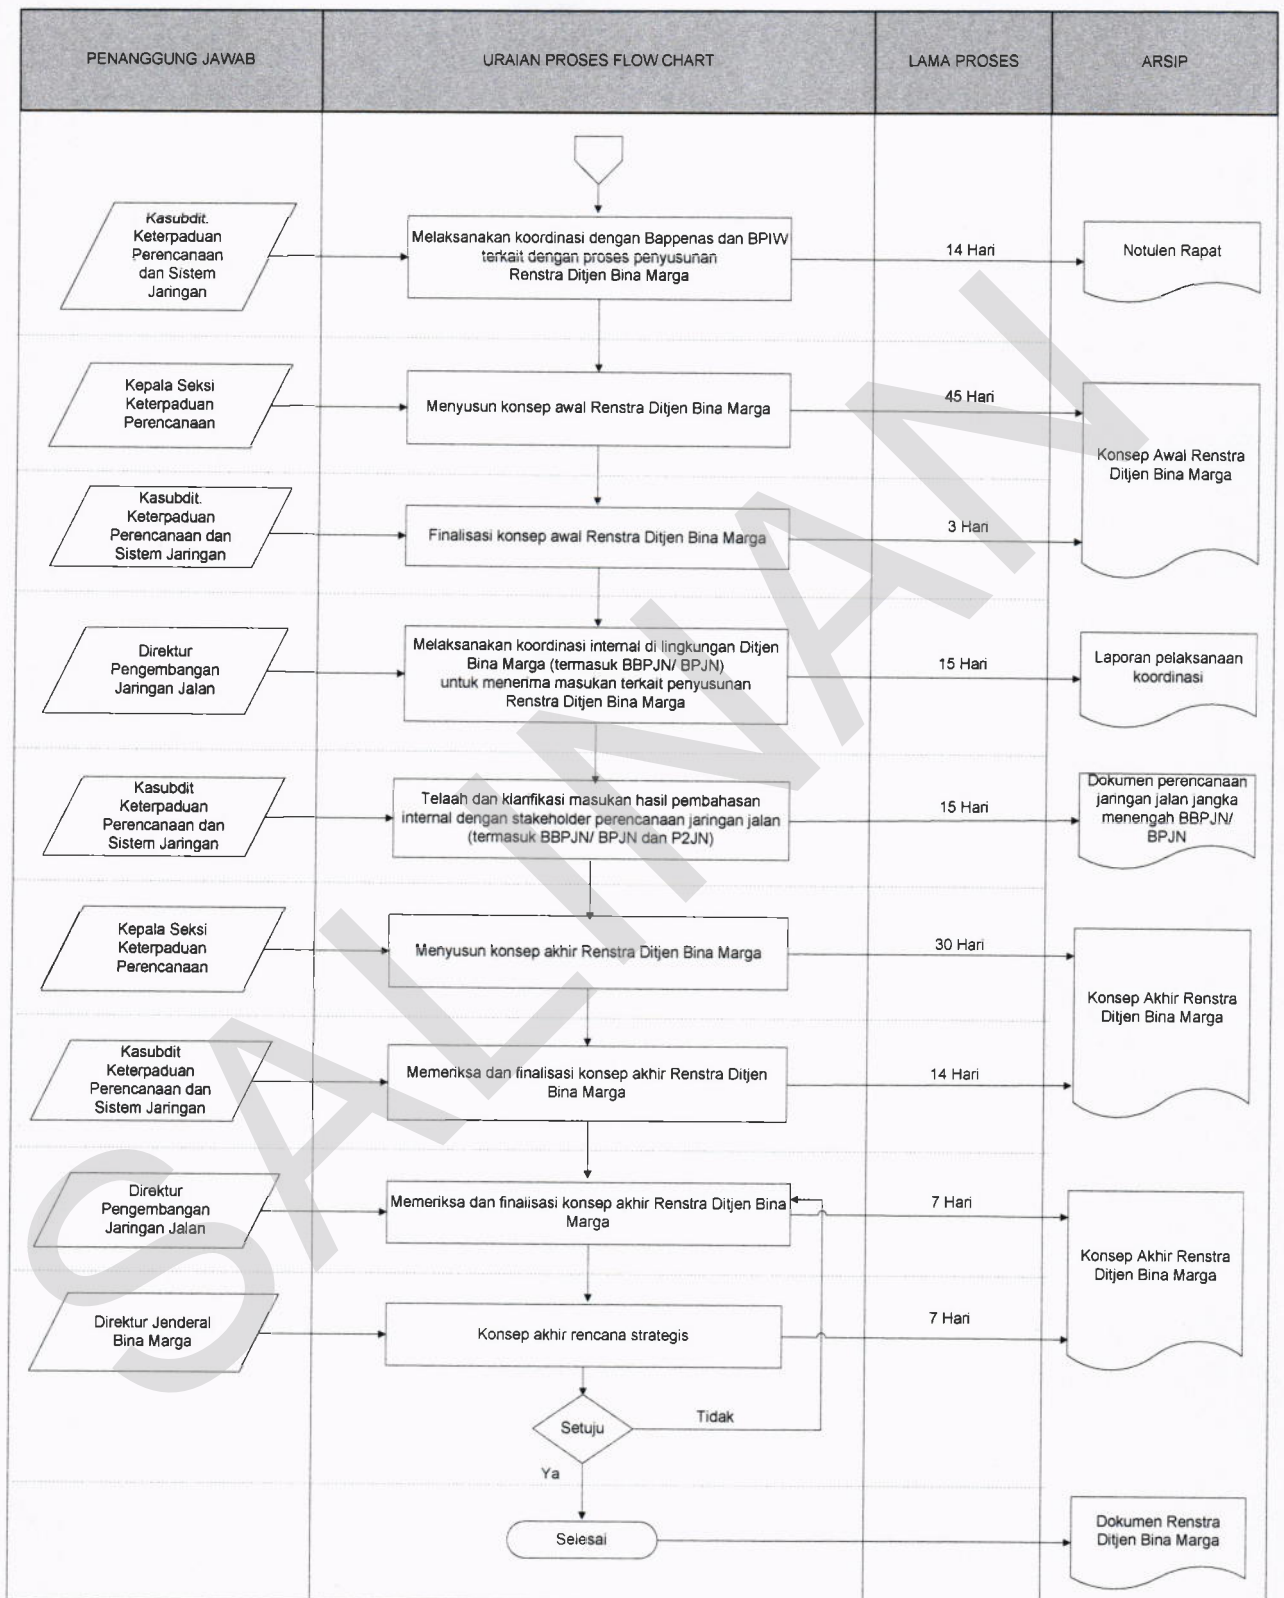 PENANGGUNG JAWAB
URAIAN PROSES FLOW CHART
LAMA PROSES
ARSIP
Kasubdit.
Keterpaduan
Perencanaan
dan Sistem
Jaringan
Melaksanakan koordinasi dengan Bappenas dan BPIW
terkait dengan proses penyusunan
Renstra Ditjen Bina Marga
14 Hari
Notulen Rapat
Kepala Seksi
Keterpaduan
Perencanaan
Menyusun konsep awal Renstra Ditjen Bina Marga
45 Hari
Konsep Awal Renstra
Ditjen Bina Marga
Kasubdit.
Keterpaduan
Perencanaan dan
Sistem Jaringan
Finalisasi konsep awal Renstra Ditjen Bina Marga
3 Hari
Direktur
Pengembangan
Jaringan Jalan
Melaksanakan koordinasi internal di lingkungan Ditjen
Bina Marga (termasuk BBPJN/ BPJN)
untuk menerima masukan terkait penyusunan
Renstra Ditjen Bina Marga
15 Hari
Laporan pelaksanaan
koordinasi
Kasubdit
Keterpaduan
Perencanaan dan
Sistem Jaringan
Telaah dan klarifikasi masukan hasil pembahasan
internal dengan stakeholder perencanaan jaringan jalan
(termasuk BBPJN/ BPJN dan P2JN)
15 Hari
Dokumen perencanaan
jaringan jalan jangka
menengah BBPJN/
BPJN
Kepala Seksi
Keterpaduan
Perencanaan
Menyusun konsep akhir Renstra Ditjen Bina Marga
30 Hari
Konsep Akhir Renstra
Ditjen Bina Marga
Kasubdit
Keterpaduan
Perencanaan dan
Sistem Jaringan
Memeriksa dan finalisasi konsep akhir Renstra Ditjen
Bina Marga
14 Hari
Direktur
Pengembangan
Jaringan Jalan
Memeriksa dan finalisasi konsep akhir Renstra Ditjen Bina
Marga
7 Hari
Konsep Akhir Renstra
Ditjen Bina Marga
Direktur Jenderal
Bina Marga
Konsep akhir rencana strategis
7 Hari
Setuju
Tidak
Ya
Selesai
Dokumen Renstra
Ditjen Bina Marga
SALINAN